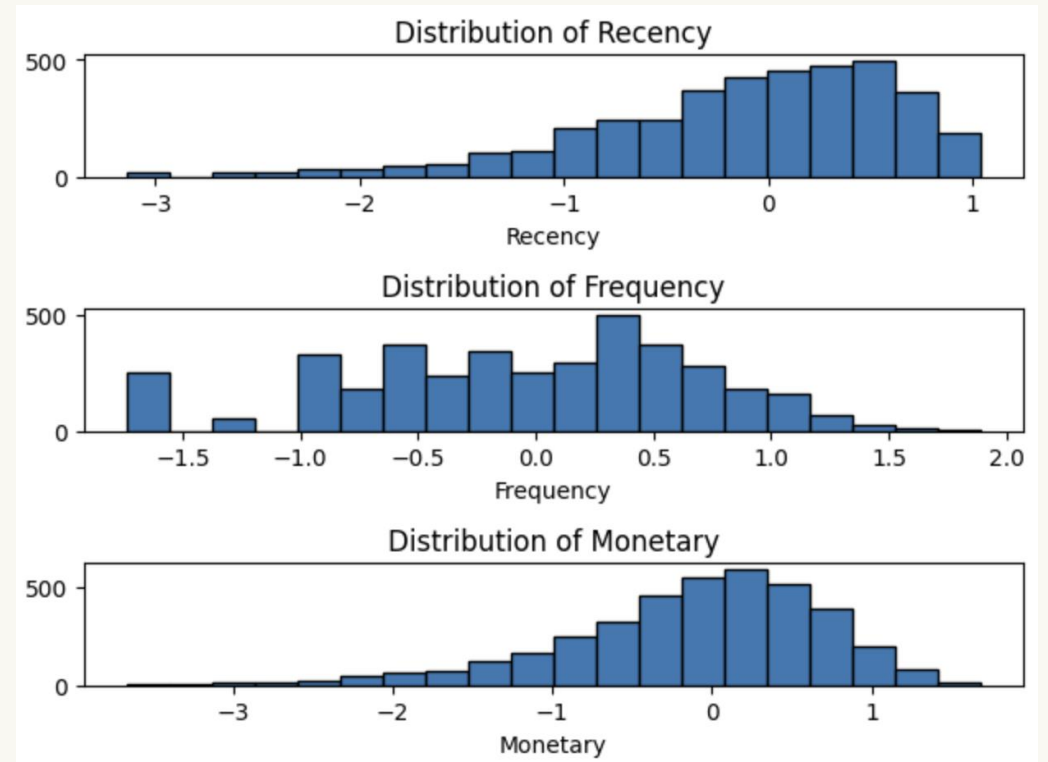 Distribution of Recency
500
0
−3 −2 −1 0 1
Recency
Distribution of Frequency
500
0
−1.5 −1.0 −0.5 0.0 0.5 1.0 1.5 2.0
Frequency
Distribution of Monetary
500
0
−3 −2 −1 0 1
Monetary